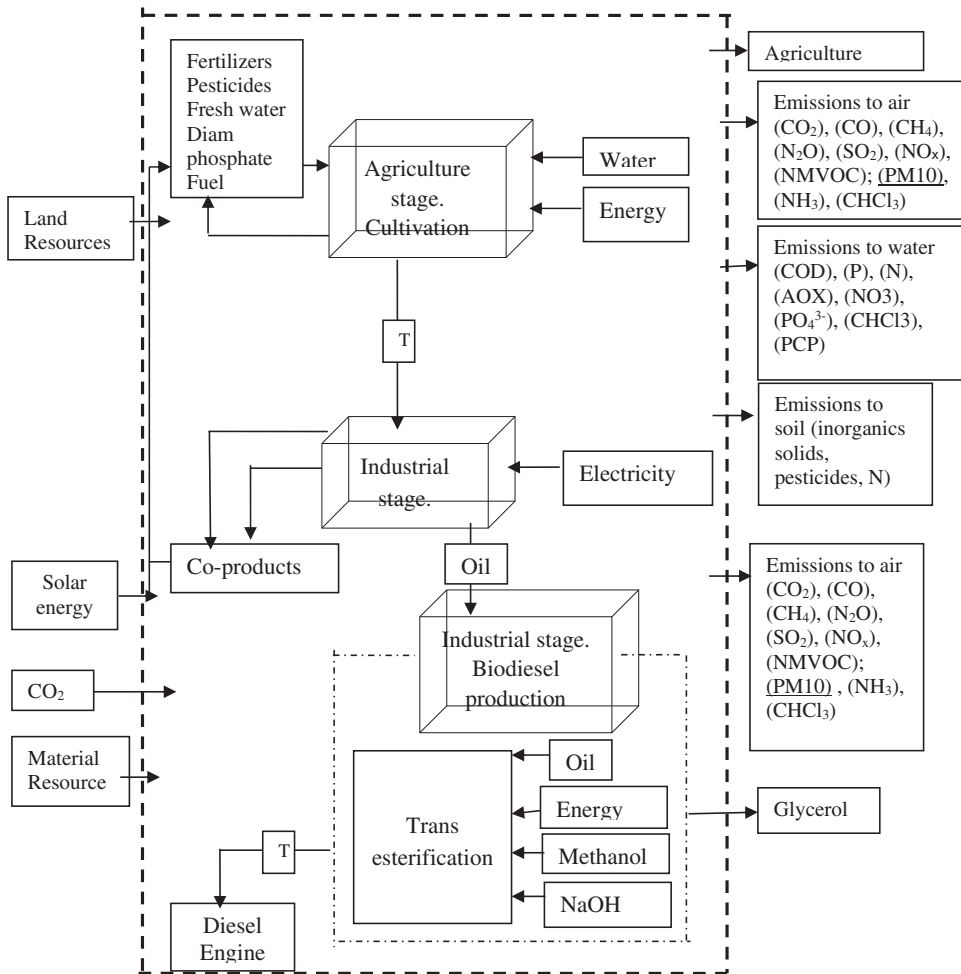 Fertilizers
Pesticides
Fresh water
Diam
phosphate
Fuel
Agriculture
stage.
Cultivation
Water
Energy
Land
Resources
T
Industrial
stage.
Electricity
Co-products
Oil
Solar
energy
Industrial stage.
Biodiesel
production
CO₂
Material
Resource
Trans
esterification
Oil
Energy
Methanol
NaOH
T
Diesel
Engine
Agriculture
Emissions to air
(CO₂), (CO), (CH₄),
(N₂O), (SO₂), (NOₓ),
(NMVOC); (PM10),
(NH₃), (CHCl₃)
Emissions to water
(COD), (P), (N),
(AOX), (NO3),
(PO₄³⁻), (CHCl3),
(PCP)
Emissions to
soil (inorganics
solids,
pesticides, N)
Emissions to air
(CO₂), (CO),
(CH₄), (N₂O),
(SO₂), (NOₓ),
(NMVOC);
(PM10) , (NH₃),
(CHCl₃)
Glycerol